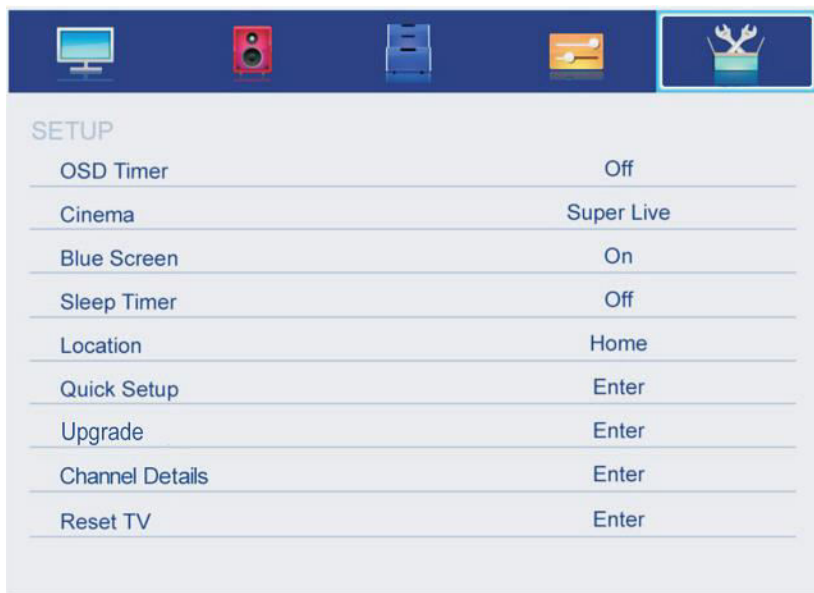 SETUP
OSD Timer Off
Cinema Super Live
Blue Screen On
Sleep Timer Off
Location Home
Quick Setup Enter
Upgrade Enter
Channel Details Enter
Reset TV Enter